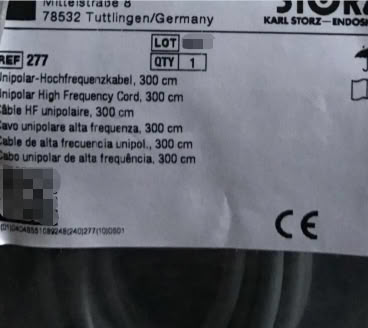 Mittelstraße 8
78532 Tuttlingen/Germany
STORZ
KARL STORZ—ENDOSK
LOT
REF 277
QTY 1
Unipolar-Hochfrequenzkabel, 300 cm
Unipolar High Frequency Cord, 300 cm
Câble HF unipolaire, 300 cm
Cavo unipolare alta frequenza, 300 cm
Cable de alta frecuencia unipol., 300 cm
Cabo unipolar de alta frequência, 300 cm
CE